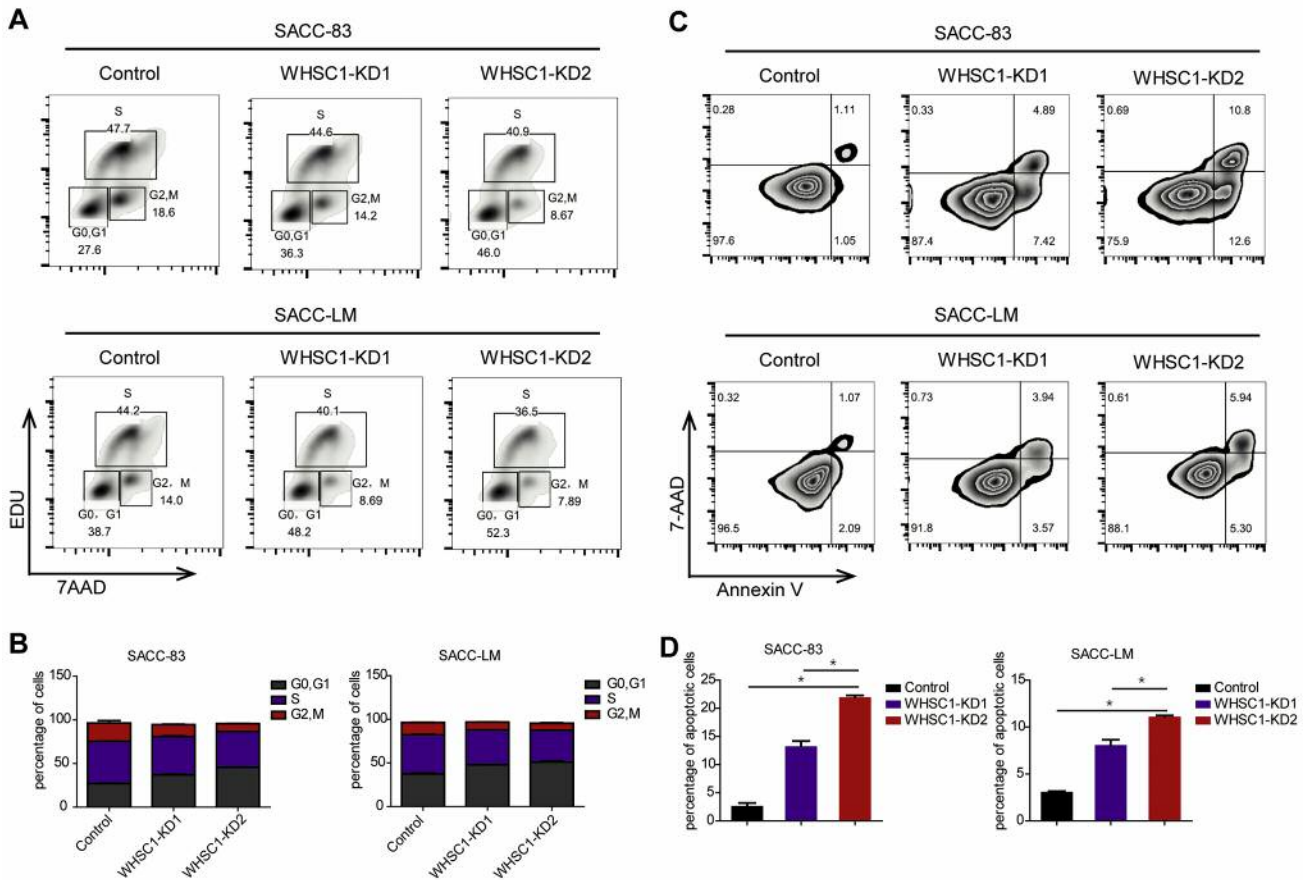 A
SACC-83
Control WHSC1-KD1 WHSC1-KD2
S
47.7
G2,M
18.6
G0,G1
27.6
S
44.6
G2,M
14.2
G0,G1
36.3
S
40.9
G2,M
8.67
G0,G1
46.0
SACC-LM
Control WHSC1-KD1 WHSC1-KD2
S
44.2
G2, M
14.0
G0, G1
38.7
S
40.1
G2, M
8.69
G0, G1
48.2
S
36.5
G2, M
7.89
G0, G1
52.3
EDU
7AAD
B
SACC-83
percentage of cells
150
100
50
0
Control
WHSC1-KD1
WHSC1-KD2
G0,G1
S
G2,M
SACC-LM
percentage of cells
150
100
50
0
Control
WHSC1-KD1
WHSC1-KD2
G0,G1
S
G2,M
C
SACC-83
Control WHSC1-KD1 WHSC1-KD2
0.28 1.11
97.6 1.05
0.33 4.89
87.4 7.42
0.69 10.8
75.9 12.6
SACC-LM
Control WHSC1-KD1 WHSC1-KD2
0.32 1.07
96.5 2.09
0.73 3.94
91.8 3.57
0.61 5.94
88.1 5.30
7-AAD
Annexin V
D
SACC-83
percentage of apoptotic cells
25
20
15
10
5
0
*
*
Control
WHSC1-KD1
WHSC1-KD2
SACC-LM
percentage of apoptotic cells
15
10
5
0
*
*
Control
WHSC1-KD1
WHSC1-KD2